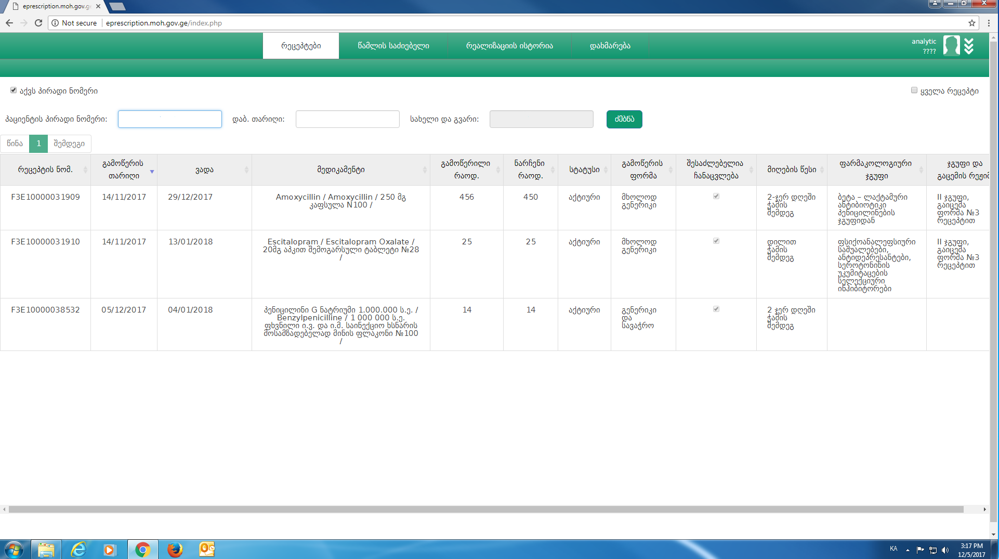 eprescription.moh.gov.ge
Not secure eprescription.moh.gov.ge/index.php
რეცეპტები წამლის საძიებელი რეალიზაციის ისტორია დახმარება
analytic
????
აქვს პირადი ნომერი ყველა რეცეპტი
პაციენტის პირადი ნომერი: დაბ. თარიღი: სახელი და გვარი: ძებნა
წინა 1 შემდეგი
რეცეპტის ნომ. გამოწერის თარიღი ვადა მედიკამენტი გამოწერილი რაოდ. ნარჩენი რაოდ. სტატუსი გამოწერის ფორმა შესაძლებელია ჩანაცვლება მიღების წესი ფარმაკოლოგიური ჯგუფი ჯგუფი და გაცემის რეჟიმ
F3E10000031909 14/11/2017 29/12/2017 Amoxycillin / Amoxycillin / 250 მგ
კაფსულა N100 /
456 450 აქტიური მხოლოდ
გენერიკი
2-ჯერ დღეში
ჭამის
შემდეგ
ბეტა – ლაქტამური
ანტიბიოტიკი
პენიცილინების
ჯგუფიდან
II ჯგუფი,
გაიცემა
ფორმა №3
რეცეპტით
F3E10000031910 14/11/2017 13/01/2018 Escitalopram / Escitalopram Oxalate /
20მგ აპკით შემოგარსული ტაბლეტი №28
/
25 25 აქტიური მხოლოდ
გენერიკი
დილით
ჭამის
შემდეგ
ფსიქოანალეფსიური
საშუალებები,
ანტიდეპრესანტები,
სეროტონინის
უკუმიტაცების
სელექციური
ინჰიბიტორები
II ჯგუფი,
გაიცემა
ფორმა №3
რეცეპტით
F3E10000038532 05/12/2017 04/01/2018 პენიცილინი G ნატრიუმი 1.000.000 ს.ე. /
Benzylpenicilline / 1 000 000 ს.ე.
ფხვნილი ი.ვ. და ი.მ. საინექციო ხსნარის
მოსამზადებელად მინის ფლაკონი №100
/
14 14 აქტიური გენერიკი
და
სავაჭრო
2 ჯერ დღეში
ჭამის
შემდეგ
KA
3:17 PM
12/5/2017